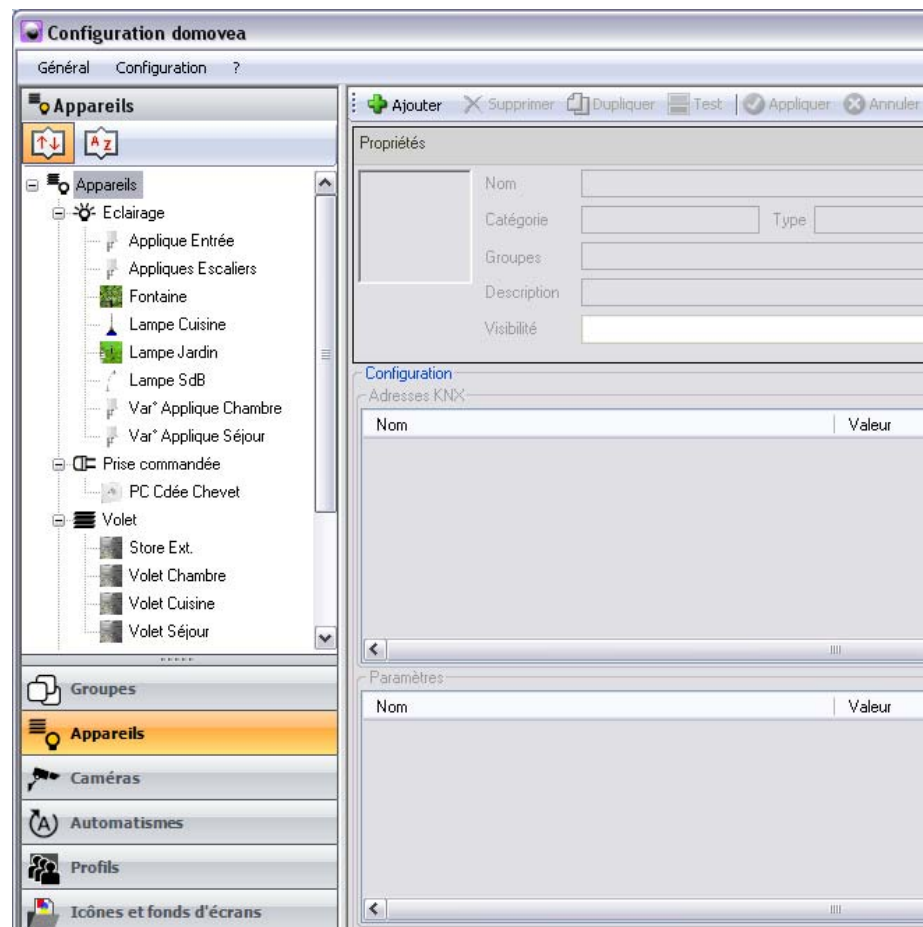 Configuration domovea
Général Configuration ?
Appareils
Ajouter Supprimer Dupliquer Test Appliquer Annuler
A Z
Propriétés
Appareils
Eclairage
Applique Entrée
Appliques Escaliers
Fontaine
Lampe Cuisine
Lampe Jardin
Lampe SdB
Var° Applique Chambre
Var° Applique Séjour
Prise commandée
PC Cdée Chevet
Volet
Store Ext.
Volet Chambre
Volet Cuisine
Volet Séjour
Nom
Catégorie Type
Groupes
Description
Visibilité
Configuration
Adresses KNX
Nom Valeur
Paramètres
Nom Valeur
Groupes
Appareils
Caméras
(A) Automatismes
Profils
Icônes et fonds d'écrans